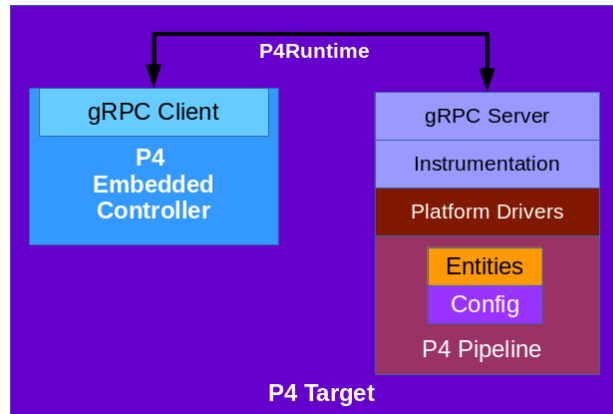 P4Runtime
gRPC Client
P4
Embedded
Controller
gRPC Server
Instrumentation
Platform Drivers
Entities
Config
P4 Pipeline
P4 Target